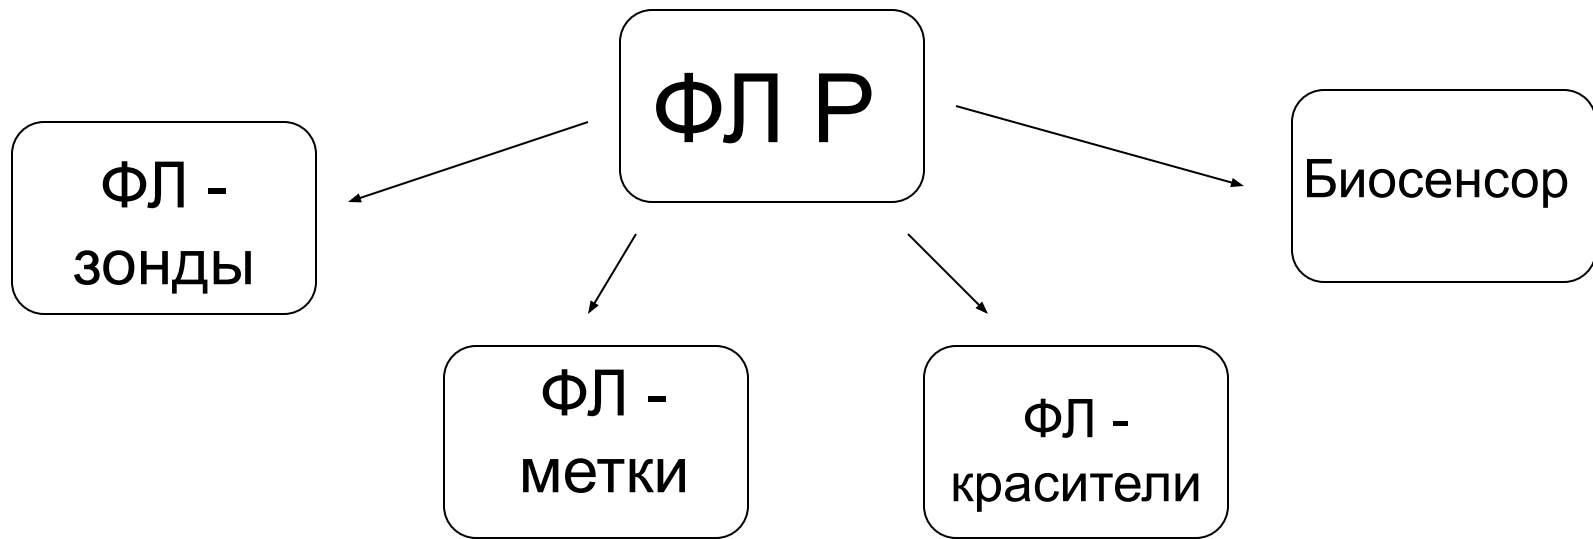 ФЛ Р
ФЛ -
зонды
ФЛ -
метки
ФЛ -
красители
Биосенсор